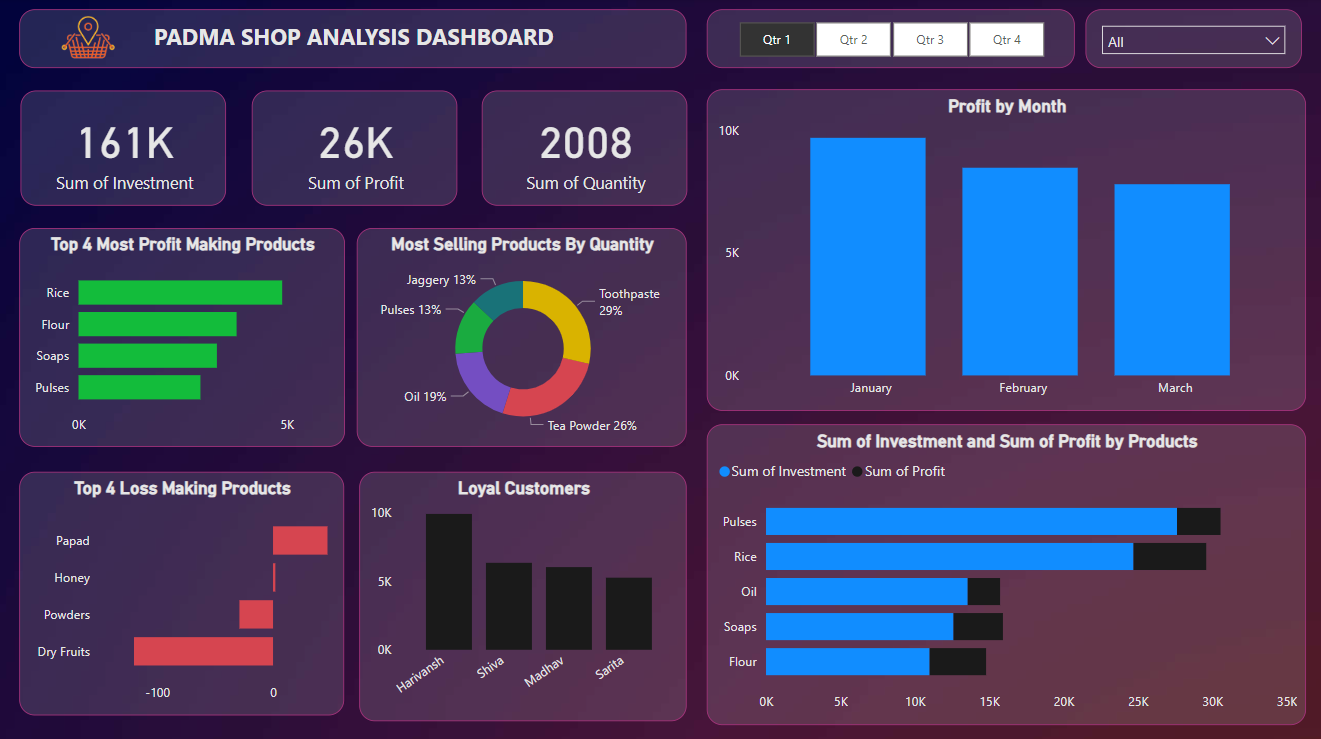 PADMA SHOP ANALYSIS DASHBOARD
Qtr 1 Qtr 2 Qtr 3 Qtr 4
All
161K
Sum of Investment
26K
Sum of Profit
2008
Sum of Quantity
Profit by Month
10K
5K
0K
January February March
Top 4 Most Profit Making Products
Rice
Flour
Soaps
Pulses
0K 5K
Most Selling Products By Quantity
Jaggery 13%
Toothpaste
29%
Pulses 13%
Oil 19%
Tea Powder 26%
Sum of Investment and Sum of Profit by Products
Sum of Investment Sum of Profit
Pulses
Rice
Oil
Soaps
Flour
0K 5K 10K 15K 20K 25K 30K 35K
Top 4 Loss Making Products
Papad
Honey
Powders
Dry Fruits
-100 0
Loyal Customers
10K
5K
0K
Harivansh Shiva Madhav Sarita